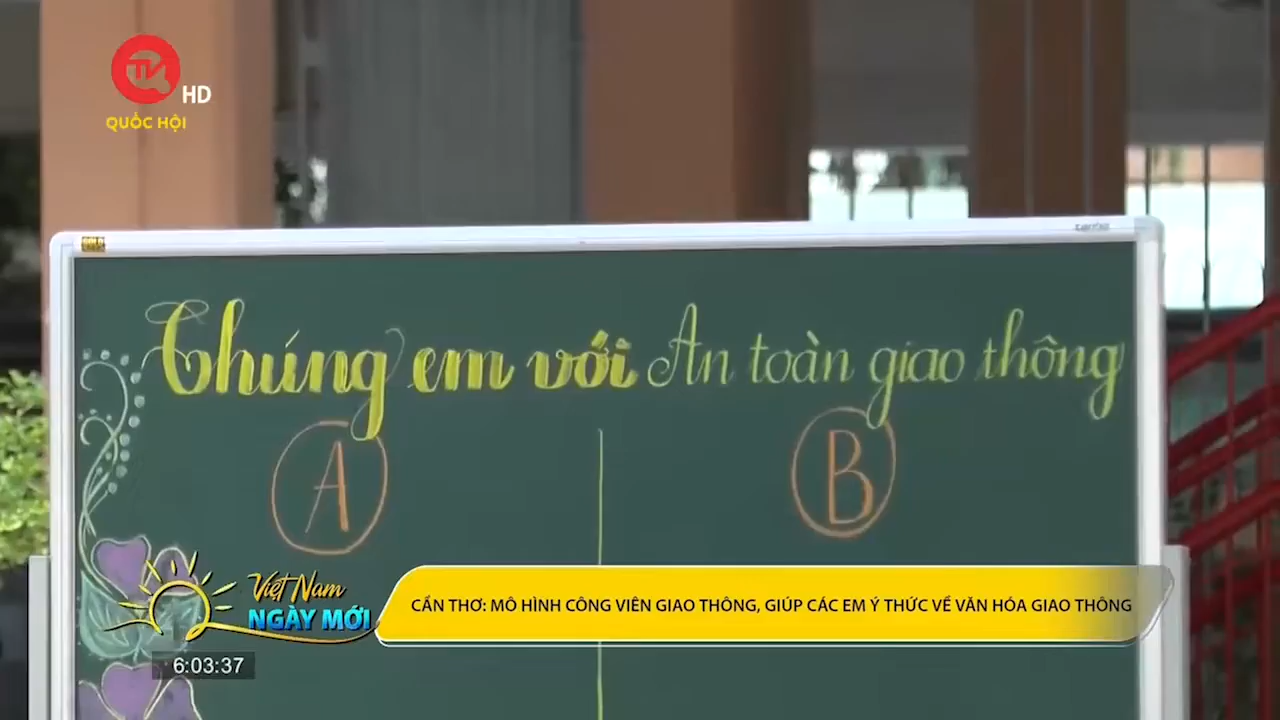 HD
QUỐC HỘI
GOLD
Chúng em với An toàn giao thông
A
B
Việt Nam
NGÀY MỚI
CẦN THƠ: MÔ HÌNH CÔNG VIÊN GIAO THÔNG, GIÚP CÁC EM Ý THỨC VỀ VĂN HÓA GIAO THÔNG
6:03:37